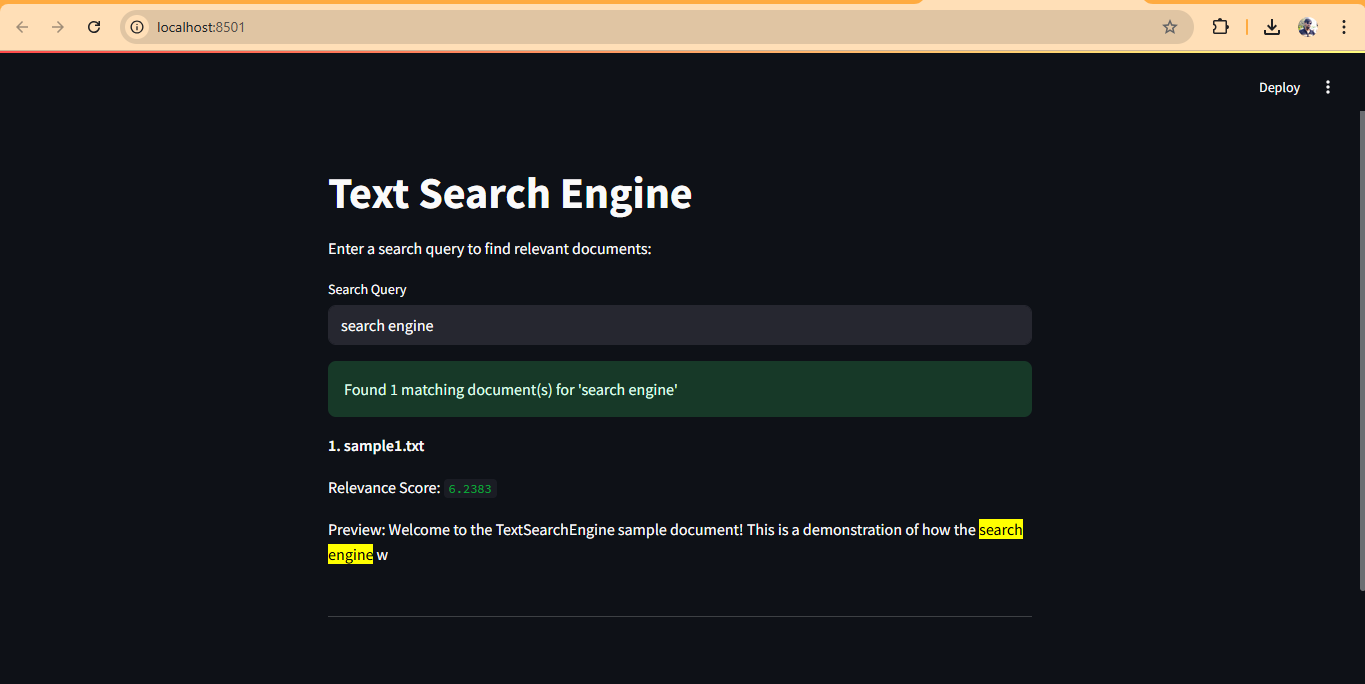 localhost:8501
Deploy
Text Search Engine
Enter a search query to find relevant documents:
Search Query
search engine
Found 1 matching document(s) for 'search engine'
1. sample1.txt
Relevance Score: 6.2383
Preview: Welcome to the TextSearchEngine sample document! This is a demonstration of how the search
engine w